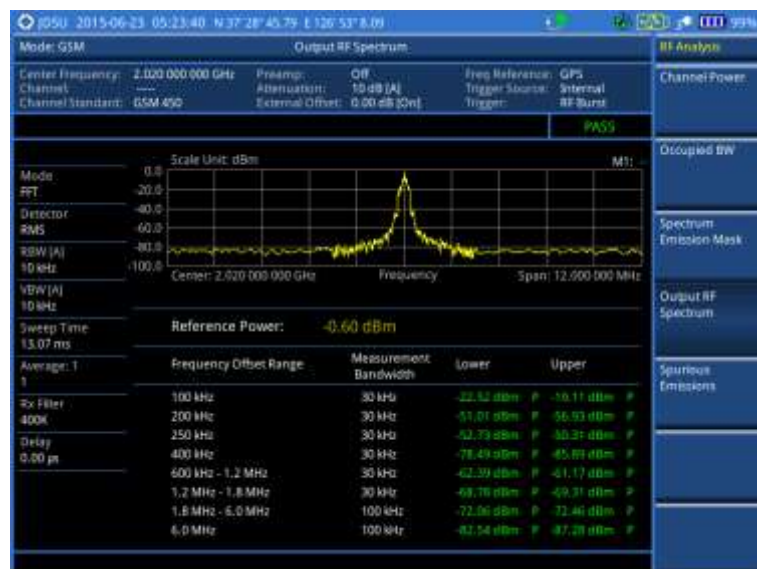 JDSU 2015-06-23 05:23:40 N 37° 28" 45.79 E 126° 53" 8.09 99%
Mode: GSM Output RF Spectrum RF Analysis
Center Frequency: 2.020 000 000 GHz Preamp: Off Freq Reference: GPS
Channel: ---- Attenuation: 10 dB [A] Trigger Source: Internal
Channel Standard: GSM 450 External Offset: 0.00 dB [On] Trigger: RF Burst
PASS
Channel Power
Occupied BW
Spectrum
Emission Mask
Output RF
Spectrum
Spurious
Emissions
Mode
FFT
Detector
RMS
RBW [A]
10 kHz
VBW [A]
10 kHz
Sweep Time
13.07 ms
Average: 1
1
Rx Filter
400K
Delay
0.00 µs
Scale Unit: dBm M1: --
0.0
-20.0
-40.0
-60.0
-80.0
-100.0
Center: 2.020 000 000 GHz Frequency Span: 12.000 000 MHz
Reference Power: -0.60 dBm
Frequency Offset Range Measurement Bandwidth Lower Upper
100 kHz 30 kHz -22.52 dBm P dBm P
200 kHz 30 kHz -51.01 dBm P -56.93 dBm P
250 kHz 30 kHz -52.73 dBm P dBm P
400 kHz 30 kHz -78.49 dBm P -85.89 dBm P
600 kHz - 1.2 MHz 30 kHz -62.39 dBm P -61.17 dBm P
1.2 MHz - 1.8 MHz 30 kHz dBm P -69.31 dBm P
1.8 MHz - 6.0 MHz 100 kHz -72.06 dBm P -72.46 dBm P
6.0 MHz 100 kHz -82.54 dBm P -87.28 dBm P